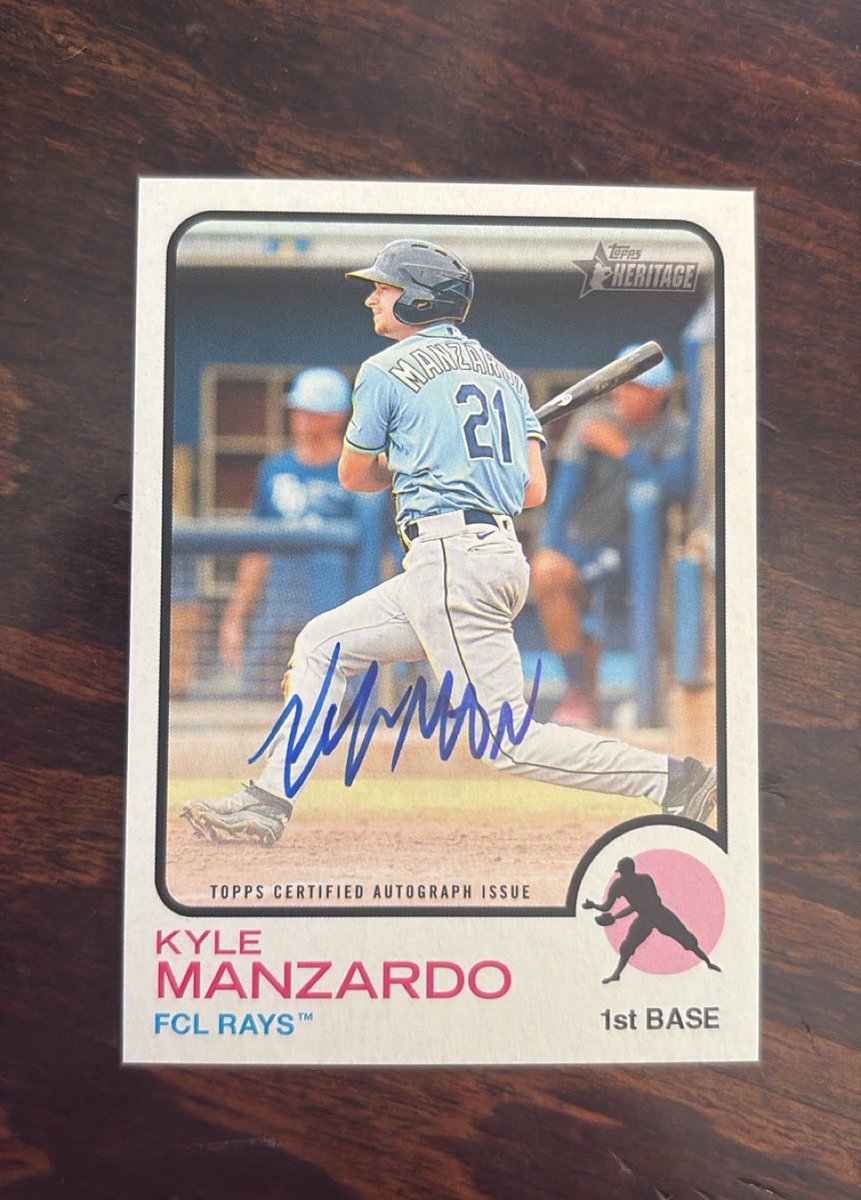 topps
HERITAGE
MANZARDO
21
TOPPS CERTIFIED AUTOGRAPH ISSUE
KYLE
MANZARDO
FCL RAYS™
1st BASE